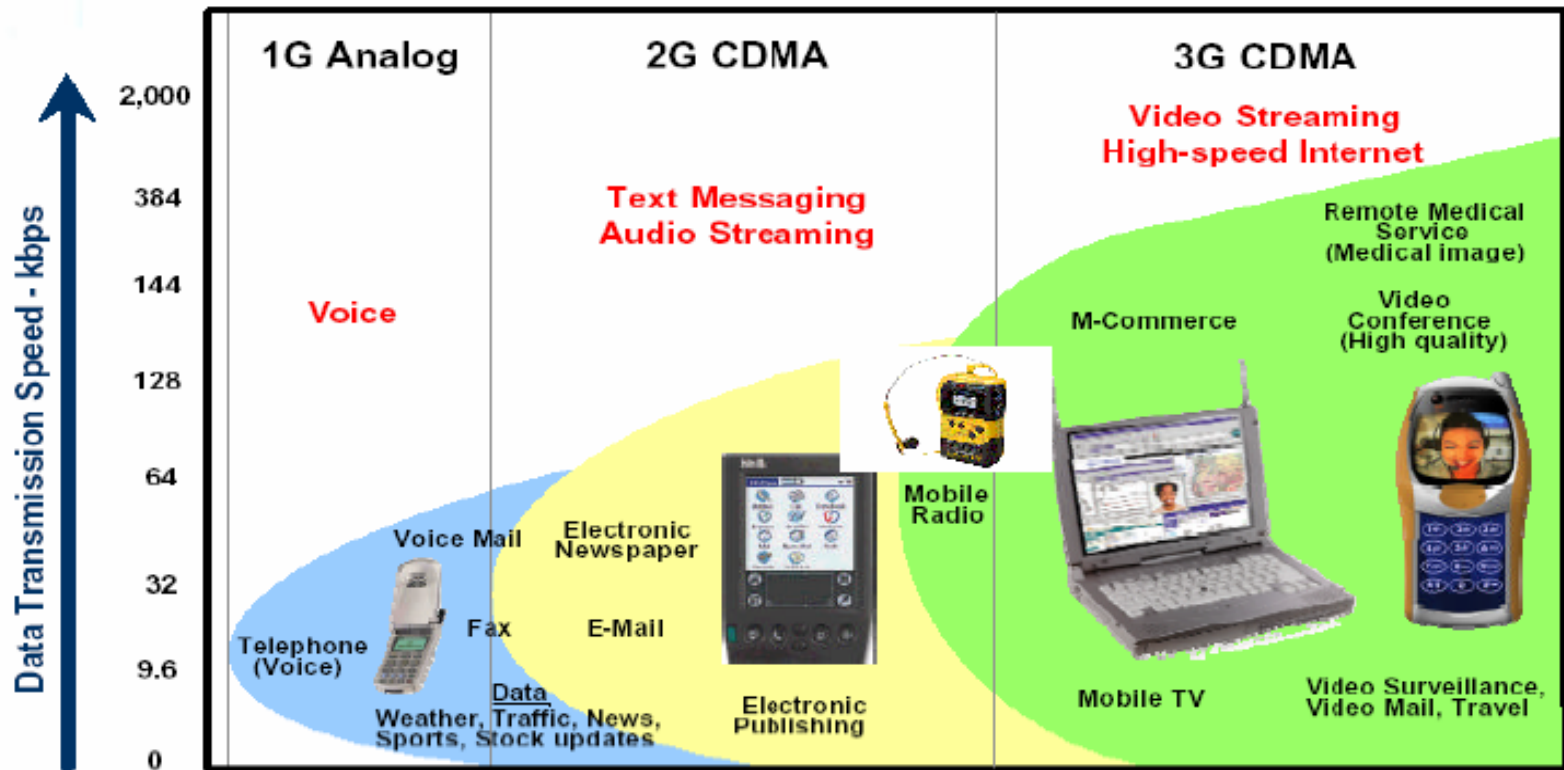 1G Analog
2G CDMA
3G CDMA
Data Transmission Speed - kbps
2,000
384
144
128
64
32
9.6
0
Voice
Text Messaging
Audio Streaming
Video Streaming
High-speed Internet
Voice Mail
Fax
Telephone
(Voice)
Data
Weather, Traffic, News,
Sports, Stock updates
Electronic
Newspaper
E-Mail
Electronic
Publishing
Mobile
Radio
M-Commerce
Remote Medical
Service
(Medical image)
Video
Conference
(High quality)
Mobile TV
Video Surveillance,
Video Mail, Travel